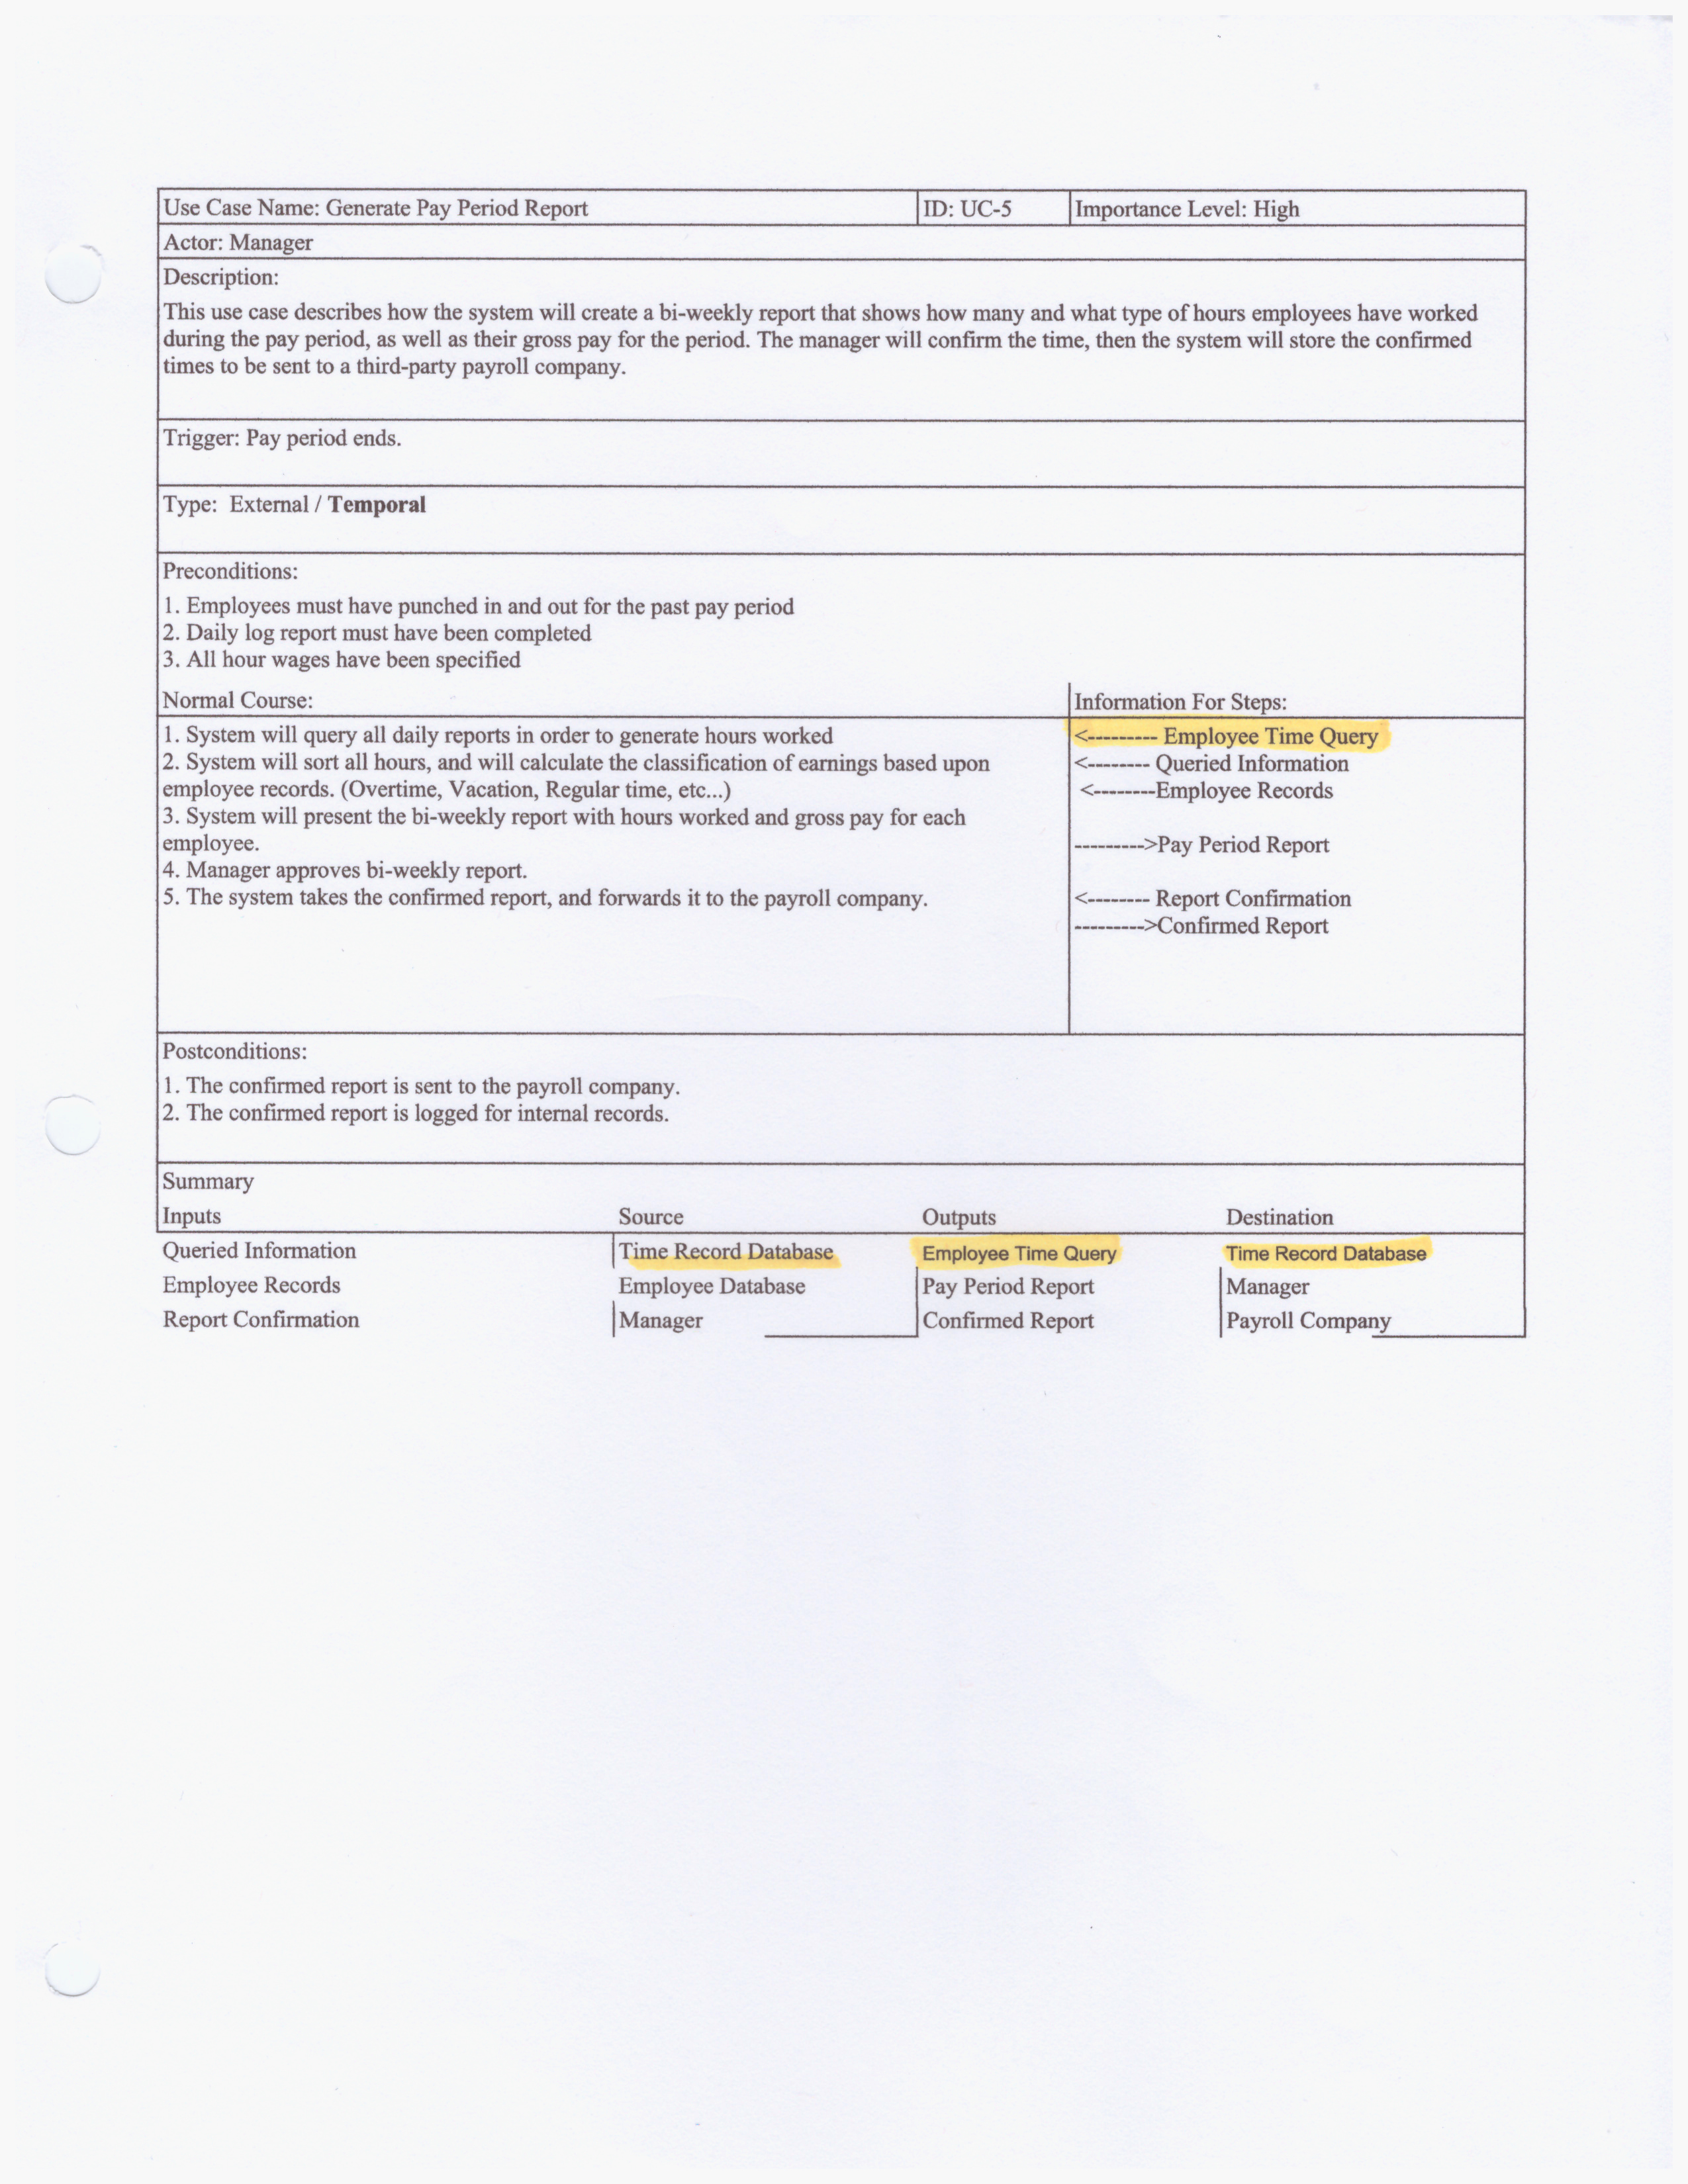 Use Case Name: Generate Pay Period Report ID: UC-5 Importance Level: High
Actor: Manager
Description:
This use case describes how the system will create a bi-weekly report that shows how many and what type of hours employees have worked
during the pay period, as well as their gross pay for the period. The manager will confirm the time, then the system will store the confirmed
times to be sent to a third-party payroll company.
Trigger: Pay period ends.
Type: External / Temporal
Preconditions:
1. Employees must have punched in and out for the past pay period
2. Daily log report must have been completed
3. All hour wages have been specified
Normal Course: Information For Steps:
1. System will query all daily reports in order to generate hours worked <--------- Employee Time Query
2. System will sort all hours, and will calculate the classification of earnings based upon <-------- Queried Information
employee records. (Overtime, Vacation, Regular time, etc...) <--------Employee Records
3. System will present the bi-weekly report with hours worked and gross pay for each
employee. --------->Pay Period Report
4. Manager approves bi-weekly report.
5. The system takes the confirmed report, and forwards it to the payroll company. <-------- Report Confirmation
--------->Confirmed Report
Postconditions:
1. The confirmed report is sent to the payroll company.
2. The confirmed report is logged for internal records.
Summary
Inputs Source Outputs Destination
Queried Information Time Record Database Employee Time Query Time Record Database
Employee Records Employee Database Pay Period Report Manager
Report Confirmation Manager Confirmed Report Payroll Company